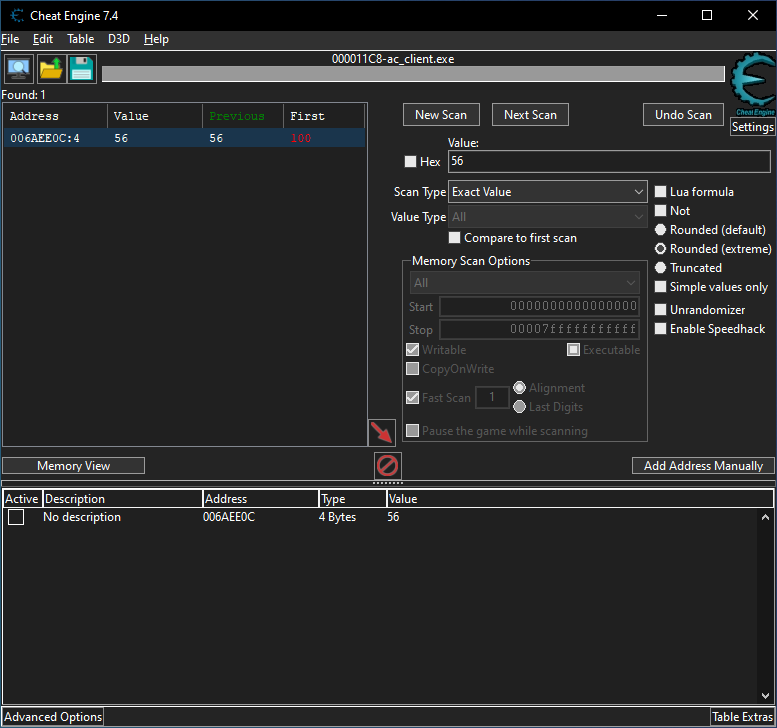 Cheat Engine 7.4
File Edit Table D3D Help
000011C8-ac_client.exe
Cheat Engine
Settings
Found: 1
Address Value Previous First
006AEE0C:4 56 56 100
New Scan Next Scan Undo Scan
Value:
Hex 56
Scan Type Exact Value
Value Type All
Compare to first scan
Lua formula
Not
Rounded (default)
Rounded (extreme)
Truncated
Simple values only
Unrandomizer
Enable Speedhack
Memory Scan Options
All
Start 0000000000000000
Stop 00007fffffffffff
Writable Executable
CopyOnWrite
Fast Scan 1 Alignment
Last Digits
Pause the game while scanning
Memory View Add Address Manually
Active Description Address Type Value
No description 006AEE0C 4 Bytes 56
Advanced Options Table Extras